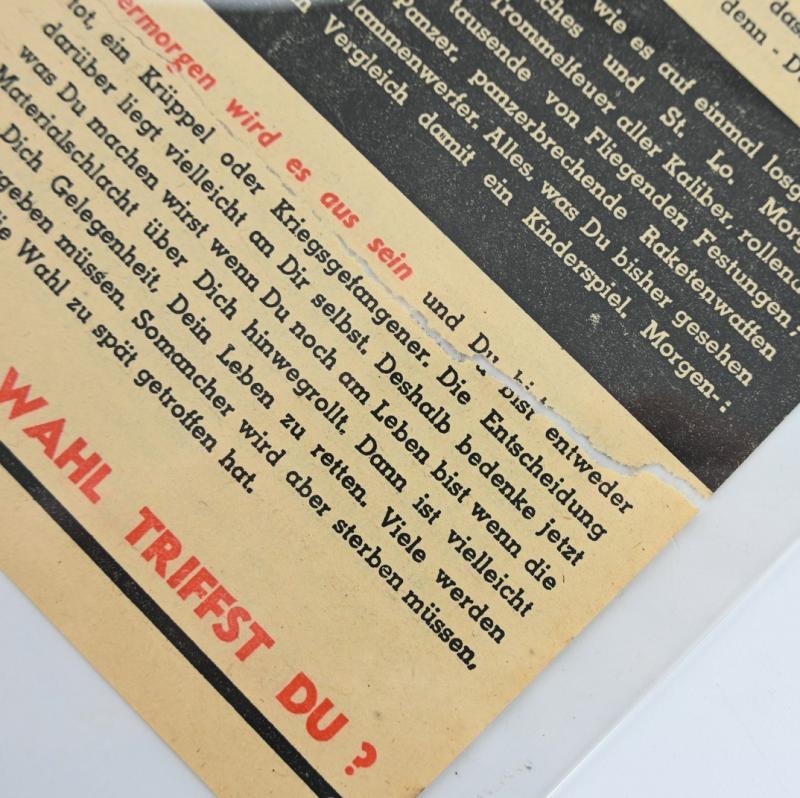 das
denn - D
wie es auf einmal losg
ches und St. Lo. Morg
Trommelfeuer aller Kaliber, rollend
tausende von Fliegenden Festungen,
Panzer, panzerbrechende Raketenwaffen
lammenwerfer. Alles, was Du bisher gesehen
Vergleich damit ein Kinderspiel. Morgen-:
ermorgen wird es aus sein und Du bist entweder
tot, ein Krüppel oder Kriegsgefangener. Die Entscheidung
darüber liegt vielleicht an Dir selbst. Deshalb bedenke jetzt
was Du machen wirst wenn Du noch am Leben bist wenn die
Materialschlacht über Dich hinwegrollt. Dann ist vielleicht
Dich Gelegenheit, Dein Leben zu retten. Viele werden
geben müssen. Somancher wird aber sterben müssen,
ie Wahl zu spät getroffen hat.
WAHL TRIFFST DU ?